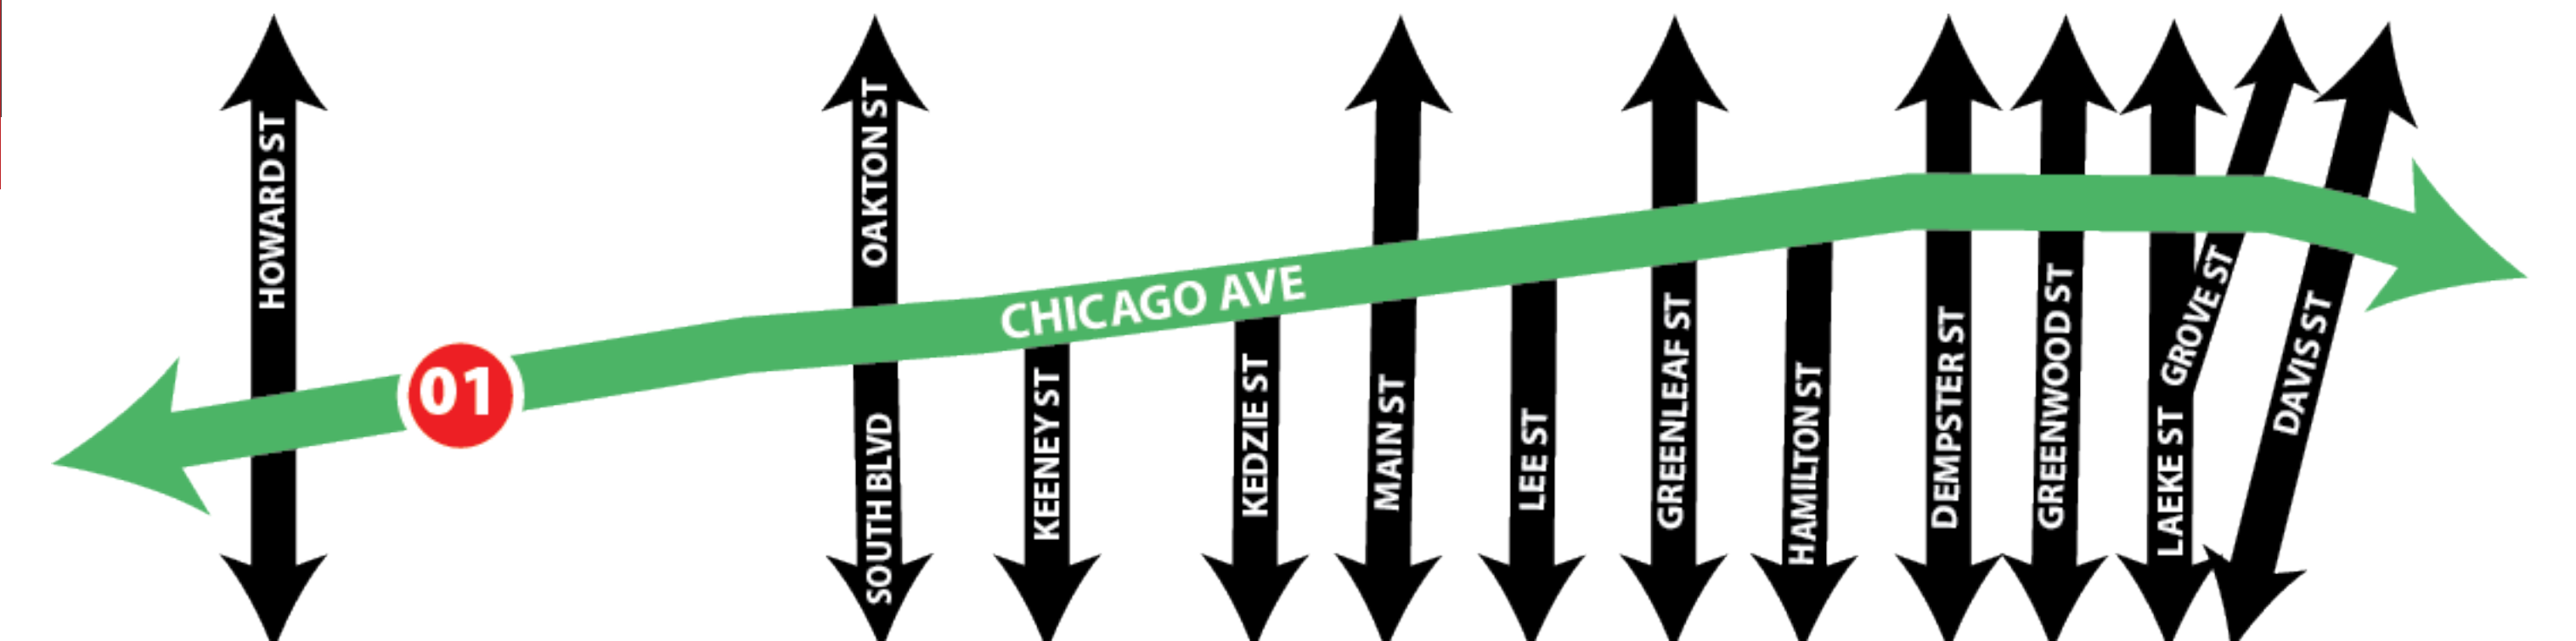 HOWARD ST
01
OAKTON ST
SOUTH BLVD
CHICAGO AVE
KEENEY ST
KEDZIE ST
MAIN ST
LEE ST
GREENLEAF ST
HAMILTON ST
DEMPSTER ST
GREENWOOD ST
LAEKE ST
GROVE ST
DAVIS ST